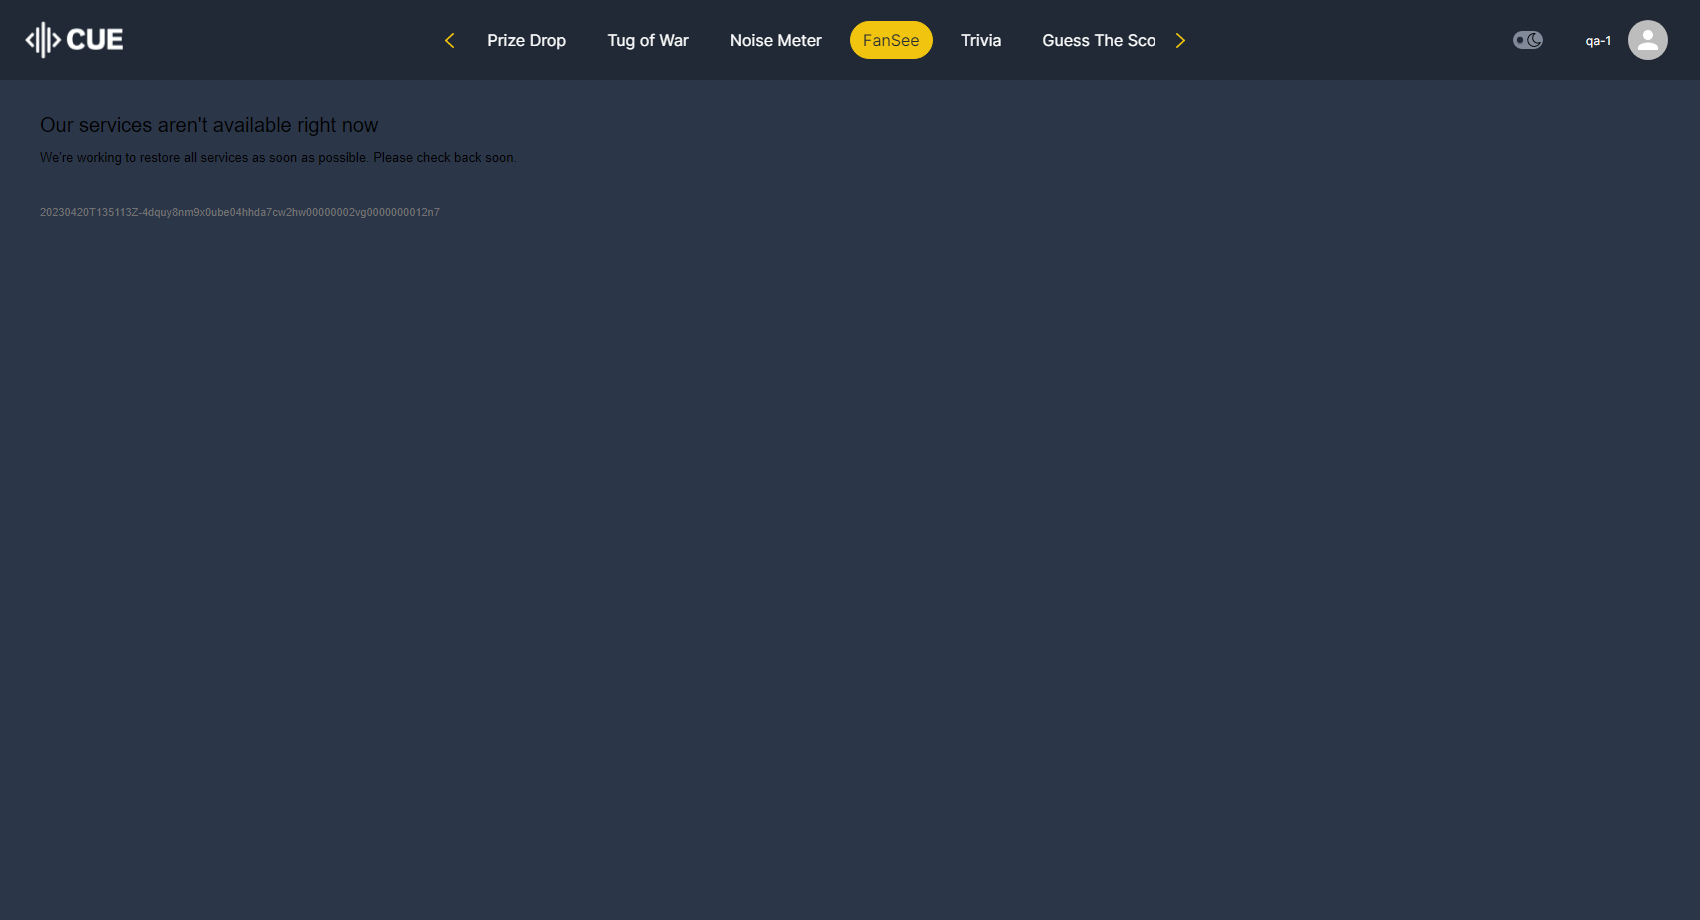 CUE
Prize Drop
Tug of War
Noise Meter
FanSee
Trivia
Guess The Sco
qa-1
Our services aren't available right now
We're working to restore all services as soon as possible. Please check back soon.
20230420T135113Z-4dquy8nm9x0ube04hhda7cw2hw00000002vg0000000012n7